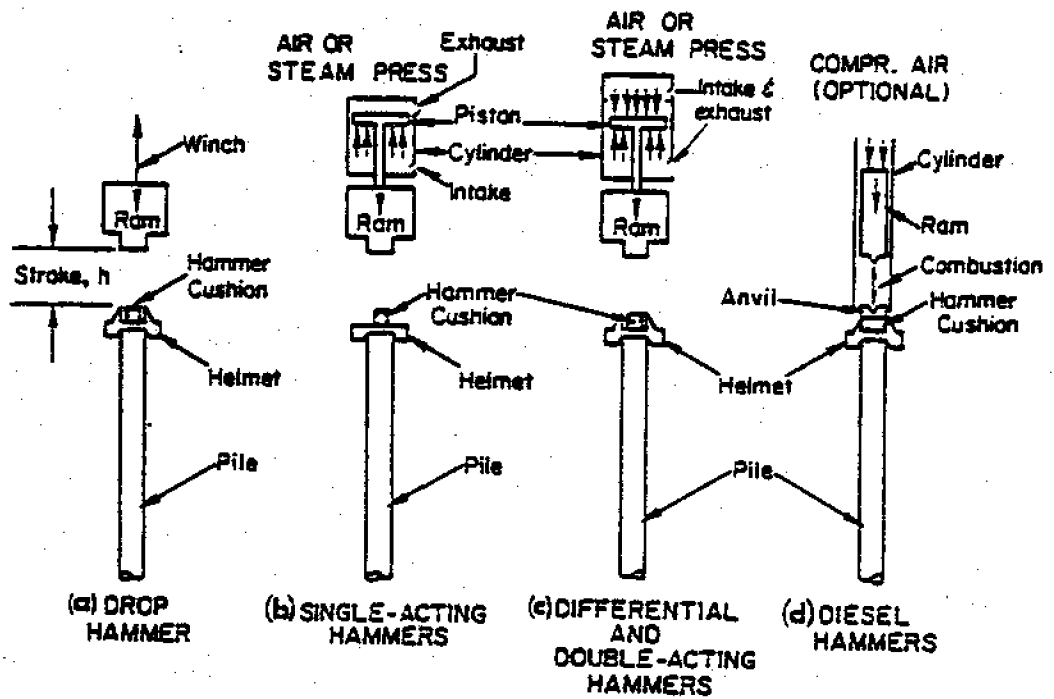 AIR OR
STEAM PRESS
Exhaust
AIR OR
STEAM PRESS
Intake &
exhaust
COMPR. AIR
(OPTIONAL)
Winch
Piston
Cylinder
Intake
Cylinder
Ram
Ram
Ram
Ram
Stroke, h
Hammer
Cushion
Hammer
Cushion
Combustion
Anvil
Hammer
Cushion
Helmet
Helmet
Helmet
Pile
Pile
Pile
(a) DROP
HAMMER
(b) SINGLE-ACTING
HAMMERS
(c) DIFFERENTIAL
AND
DOUBLE-ACTING
HAMMERS
(d) DIESEL
HAMMERS